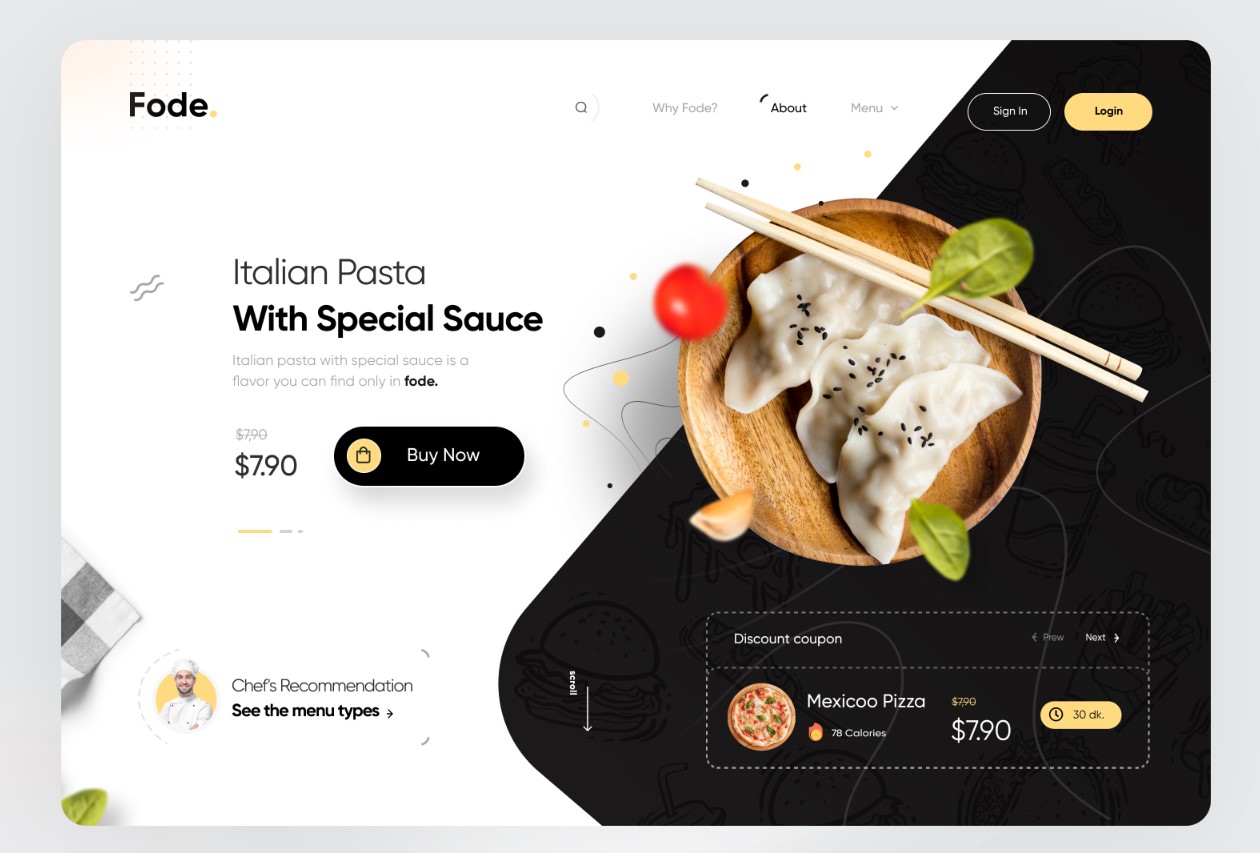 Fode.
Why Fode?
About
Menu
Sign In
Login
Italian Pasta
With Special Sauce
Italian pasta with special sauce is a
flavor you can find only in fode.
$7,90
$7.90
Buy Now
Chef's Recommendation
See the menu types
scroll
Discount coupon
Prew
Next
Mexicoo Pizza
78 Calories
$7,90
$7.90
30 dk.